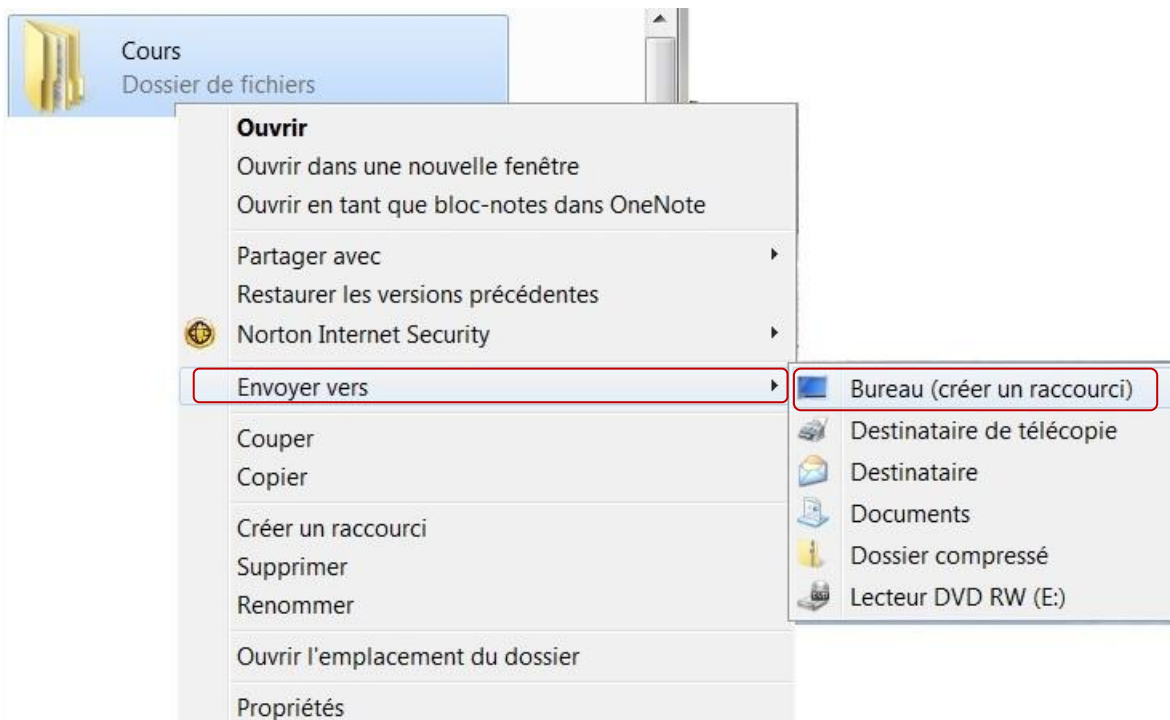 Cours
Dossier de fichiers
Ouvrir
Ouvrir dans une nouvelle fenêtre
Ouvrir en tant que bloc-notes dans OneNote
Partager avec
Restaurer les versions précédentes
Norton Internet Security
Envoyer vers
Couper
Copier
Créer un raccourci
Supprimer
Renommer
Ouvrir l'emplacement du dossier
Propriétés
Bureau (créer un raccourci)
Destinataire de télécopie
Destinataire
Documents
Dossier compressé
Lecteur DVD RW (E:)